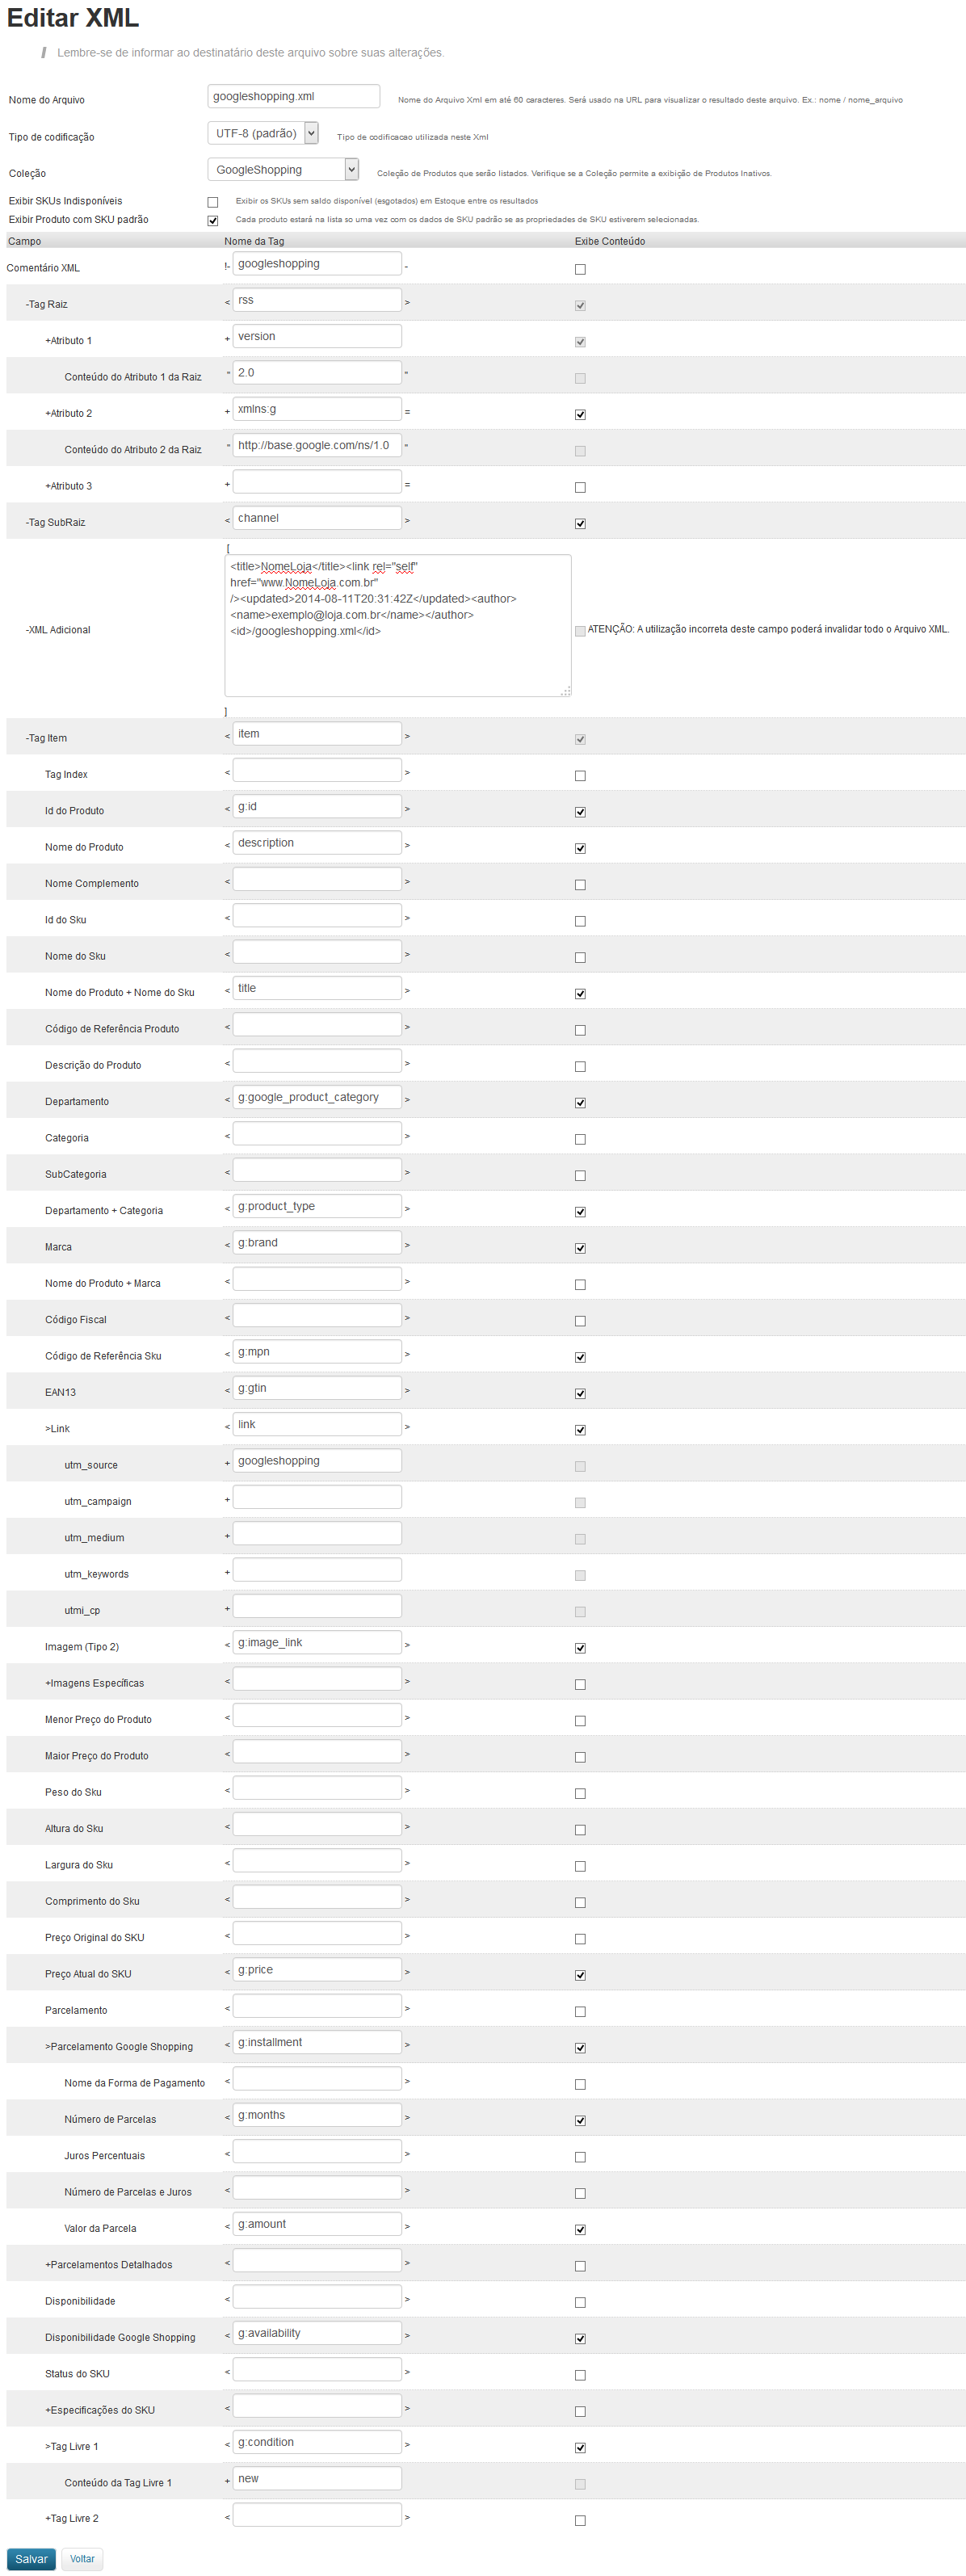 Editar XML
Lembre-se de informar ao destinatário deste arquivo sobre suas alterações.
Nome do Arquivo googleshopping.xml Nome do Arquivo Xml em até 60 caracteres. Será usado na URL para visualizar o resultado deste arquivo. Ex.: nome / nome_arquivo
Tipo de codificação UTF-8 (padrão) Tipo de codificacao utilizada neste Xml
Coleção GoogleShopping Coleção de Produtos que serão listados. Verifique se a Coleção permite a exibição de Produtos Inativos.
Exibir SKUs Indisponíveis Exibir os SKUs sem saldo disponível (esgotados) em Estoque entre os resultados
Exibir Produto com SKU padrão Cada produto estará na lista so uma vez com os dados de SKU padrão se as propriedades de SKU estiverem selecionadas.
Campo Nome da Tag Exibe Conteúdo
Comentário XML !- googleshopping -
-Tag Raiz < rss >
+Atributo 1 + version
Conteúdo do Atributo 1 da Raiz " 2.0 "
+Atributo 2 + xmlns:g =
Conteúdo do Atributo 2 da Raiz " http://base.google.com/ns/1.0 "
+Atributo 3 + =
-Tag SubRaiz < channel >
[
<title>NomeLoja</title><link rel="self"
href="www.NomeLoja.com.br"
/><updated>2014-08-11T20:31:42Z</updated><author>
<name>exemplo@loja.com.br</name></author>
-XML Adicional <id>/googleshopping.xml</id> ATENÇÃO: A utilização incorreta deste campo poderá invalidar todo o Arquivo XML.
]
-Tag Item < item >
Tag Index < >
Id do Produto < g:id >
Nome do Produto < description >
Nome Complemento < >
Id do Sku < >
Nome do Sku < >
Nome do Produto + Nome do Sku < title >
Código de Referência Produto < >
Descrição do Produto < >
Departamento < g:google_product_category >
Categoria < >
SubCategoria < >
Departamento + Categoria < g:product_type >
Marca < g:brand >
Nome do Produto + Marca < >
Código Fiscal < >
Código de Referência Sku < g:mpn >
EAN13 < g:gtin >
>Link < link >
utm_source + googleshopping
utm_campaign +
utm_medium +
utm_keywords +
utmi_cp +
Imagem (Tipo 2) < g:image_link >
+Imagens Específicas < >
Menor Preço do Produto < >
Maior Preço do Produto < >
Peso do Sku < >
Altura do Sku < >
Largura do Sku < >
Comprimento do Sku < >
Preço Original do SKU < >
Preço Atual do SKU < g:price >
Parcelamento < >
>Parcelamento Google Shopping < g:installment >
Nome da Forma de Pagamento < >
Número de Parcelas < g:months >
Juros Percentuais < >
Número de Parcelas e Juros < >
Valor da Parcela < g:amount >
+Parcelamentos Detalhados < >
Disponibilidade < >
Disponibilidade Google Shopping < g:availability >
Status do SKU < >
+Especificações do SKU < >
>Tag Livre 1 < g:condition >
Conteúdo da Tag Livre 1 + new
+Tag Livre 2 < >
Salvar Voltar